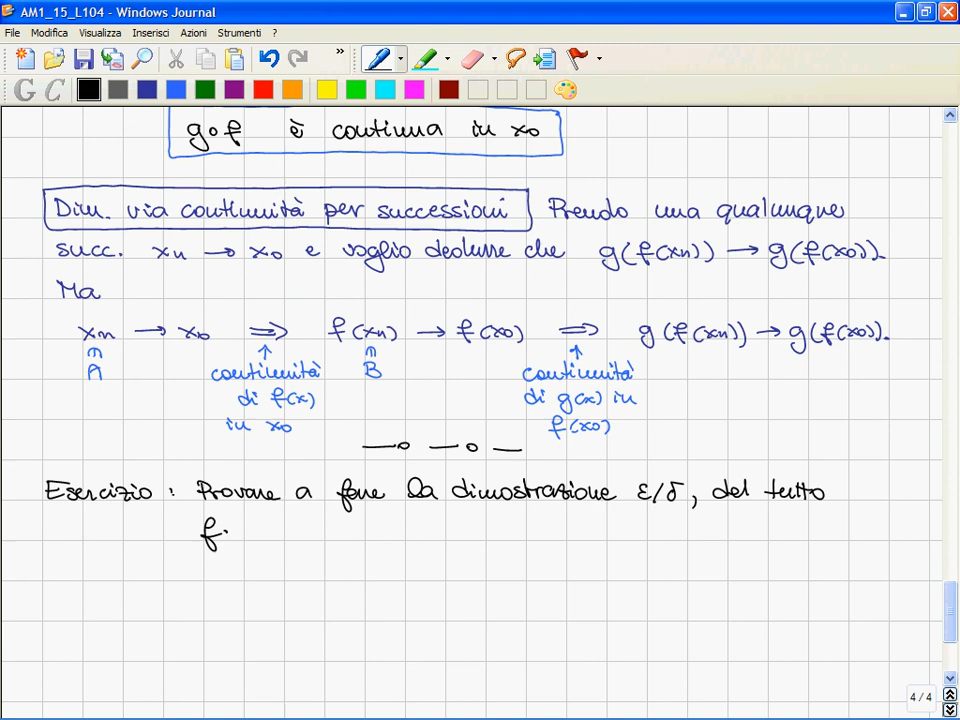 AM1_15_L104 - Windows Journal
File Modifica Visualizza Inserisci Azioni Strumenti ?
G C
g∘f è continua in x0
Dim. via continuità per successioni Prendo una qualunque
succ. xn → x0 e voglio dedurre che g(f(xn)) → g(f(x0)).
Ma
xn → x0 ⟹ f(xn) → f(x0) ⟹ g(f(xn)) → g(f(x0)).
A continuità B continuità
di f(x) di g(x) in
in x0 f(x0)
Esercizio: Provare a fare la dimostrazione ε/δ, del tutto
f.
4 / 4